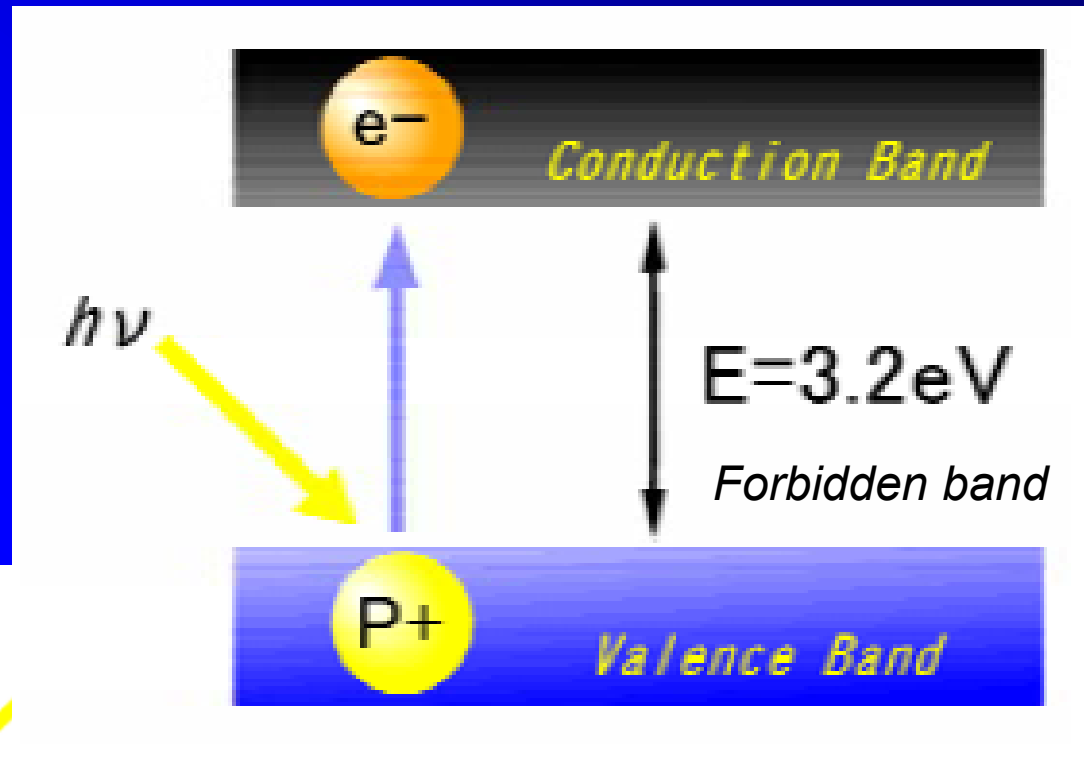 e−
Conduction Band
hν
E=3.2eV
Forbidden band
P+
Valence Band